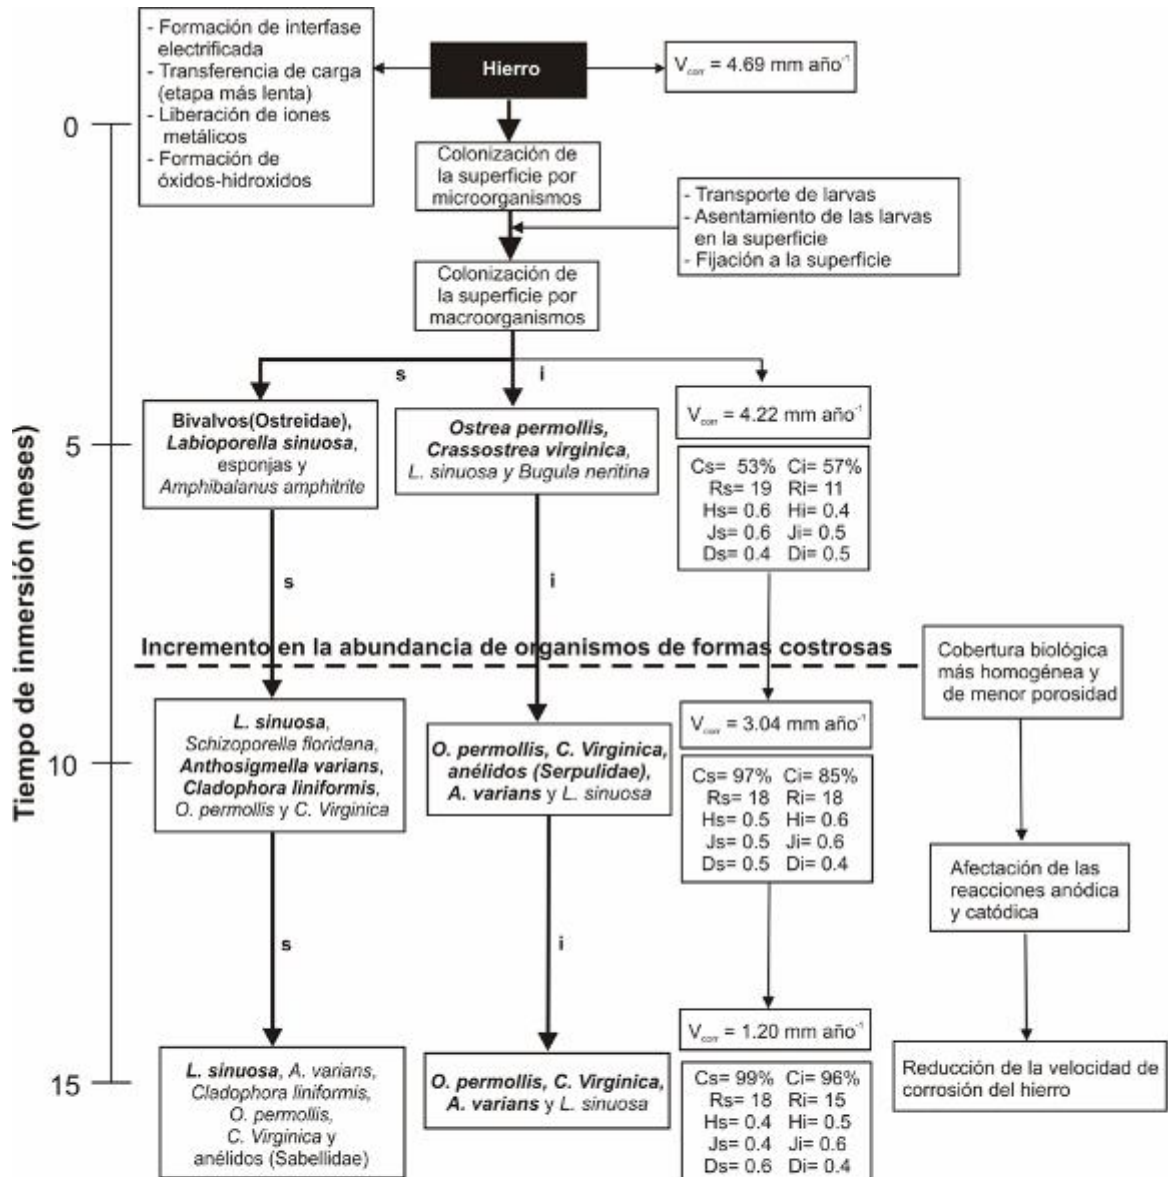 - Formación de interfase
electrificada
- Transferencia de carga
(etapa más lenta)
- Liberación de iones
metálicos
- Formación de
óxidos-hidroxidos
Hierro
Vcorr = 4.69 mm año-1
0
Colonización de
la superficie por
microorganismos
- Transporte de larvas
- Asentamiento de las larvas
en la superficie
- Fijación a la superficie
Colonización de
la superficie por
macroorganismos
s
i
Tiempo de inmersión (meses)
5
Bivalvos(Ostreidae),
Labioporella sinuosa,
esponjas y
Amphibalanus amphitrite
Ostrea permollis,
Crassostrea virginica,
L. sinuosa y Bugula neritina
Vcorr = 4.22 mm año-1
Cs= 53% Ci= 57%
Rs= 19 Ri= 11
Hs= 0.6 Hi= 0.4
Js= 0.6 Ji= 0.5
Ds= 0.4 Di= 0.5
s
i
Incremento en la abundancia de organismos de formas costrosas
Cobertura biológica
más homogénea y
de menor porosidad
10
L. sinuosa,
Schizoporella floridana,
Anthosigmella varians,
Cladophora liniformis,
O. permollis y C. Virginica
O. permollis, C. Virginica,
anélidos (Serpulidae),
A. varians y L. sinuosa
Vcorr = 3.04 mm año-1
Cs= 97% Ci= 85%
Rs= 18 Ri= 18
Hs= 0.5 Hi= 0.6
Js= 0.5 Ji= 0.6
Ds= 0.5 Di= 0.4
Afectación de las
reacciones anódica
y catódica
s
i
15
L. sinuosa, A. varians,
Cladophora liniformis,
O. permollis,
C. Virginica y
anélidos (Sabellidae)
O. permollis, C. Virginica,
A. varians y L. sinuosa
Vcorr = 1.20 mm año-1
Cs= 99% Ci= 96%
Rs= 18 Ri= 15
Hs= 0.4 Hi= 0.5
Js= 0.4 Ji= 0.6
Ds= 0.6 Di= 0.4
Reducción de la velocidad de
corrosión del hierro